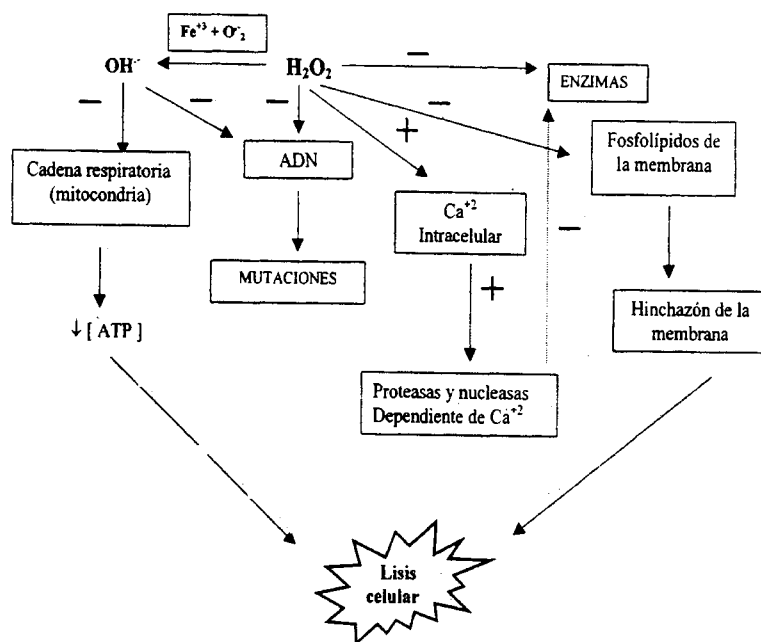 Fe+3 + O·-2
OH·
H2O2
ENZIMAS
Cadena respiratoria
(mitocondria)
ADN
Fosfolípidos de
la membrana
Ca+2
Intracelular
MUTACIONES
↓ [ ATP ]
Hinchazón de la
membrana
Proteasas y nucleasas
Dependiente de Ca+2
Lisis
celular